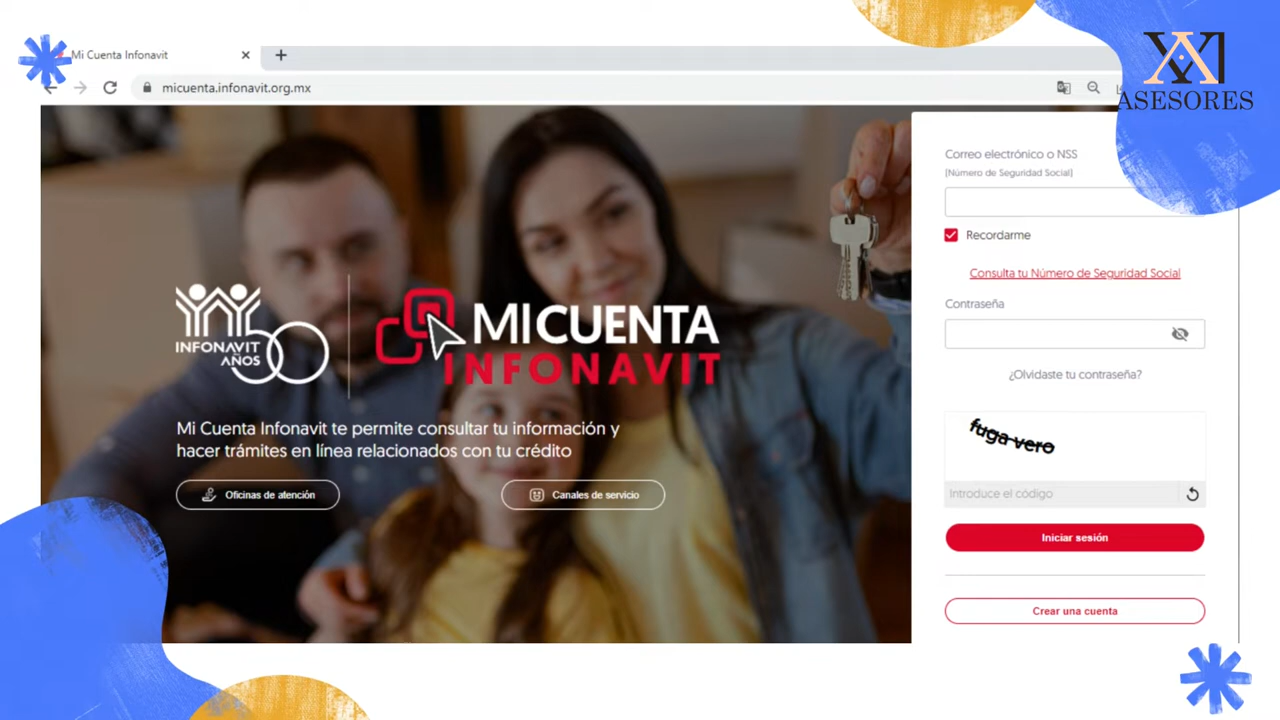 Mi Cuenta Infonavit
micuenta.infonavit.org.mx
ASESORES
Correo electrónico o NSS
(Número de Seguridad Social)
Recordarme
Consulta tu Número de Seguridad Social
Contraseña
¿Olvidaste tu contraseña?
fuga vero
Introduce el código
Iniciar sesión
Crear una cuenta
INFONAVIT
AÑOS
50
MI CUENTA
INFONAVIT
Mi Cuenta Infonavit te permite consultar tu información y
hacer trámites en línea relacionados con tu crédito
Oficinas de atención
Canales de servicio